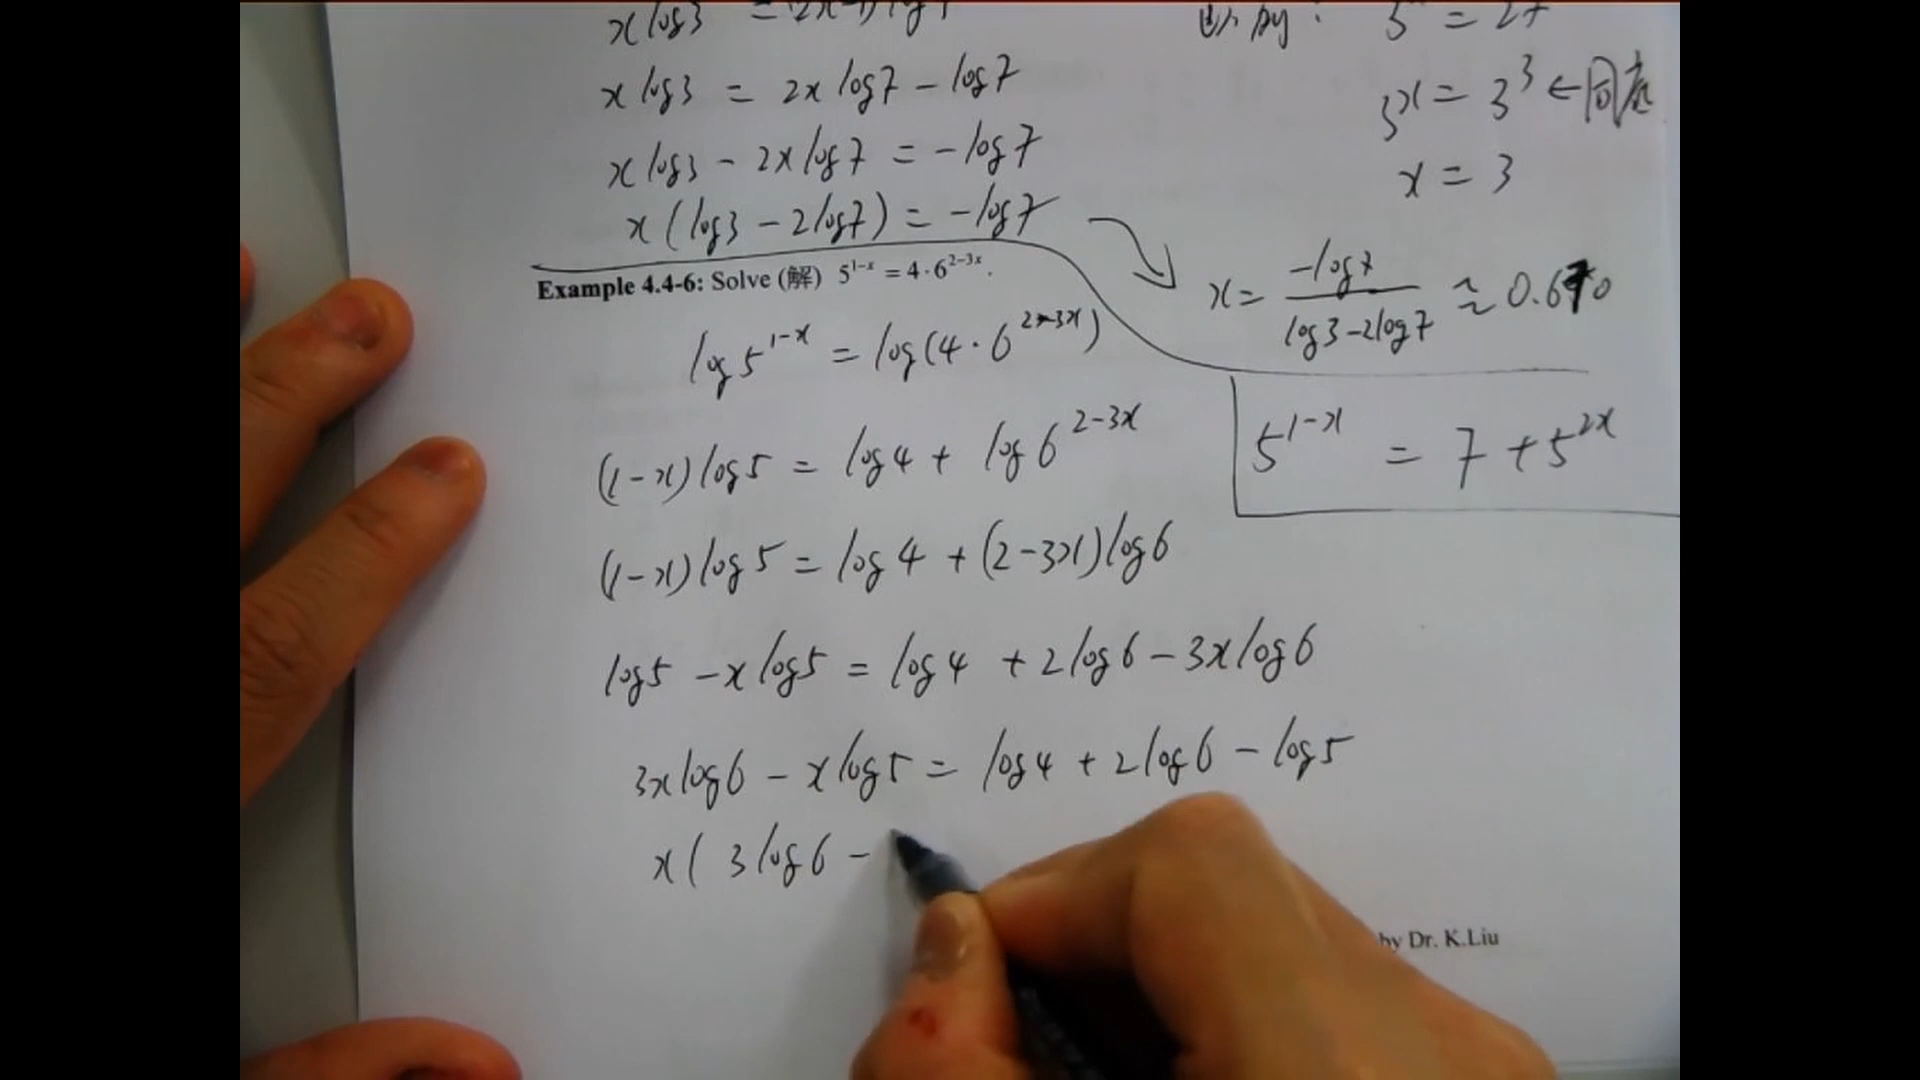 x log3 = 2x log7 − log7
x log3 − 2x log7 = − log7
x (log3 − 2log7) = − log7
3^x = 3^3 ← 同底
x = 3
x = −log7 / (log3 − 2log7) ≈ 0.670
Example 4.4-6: Solve (解) 5^{1−x} = 4 · 6^{2−3x} .
log 5^{1−x} = log(4 · 6^{2−3x})
(1−x) log5 = log4 + log 6^{2−3x}
5^{1−x} = 7 + 5^{2x}
(1−x) log5 = log4 + (2−3x) log6
log5 − x log5 = log4 + 2log6 − 3x log6
3x log6 − x log5 = log4 + 2log6 − log5
x ( 3log6 −
by Dr. K.Liu